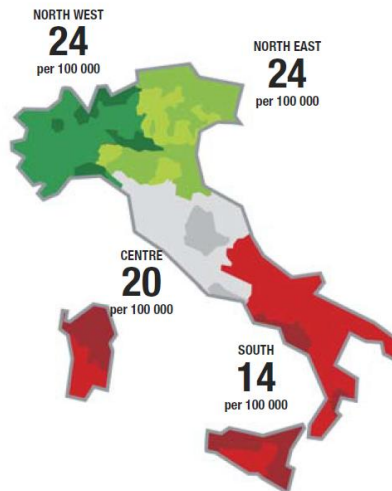 NORTH WEST
24
per 100 000
NORTH EAST
24
per 100 000
CENTRE
20
per 100 000
SOUTH
14
per 100 000